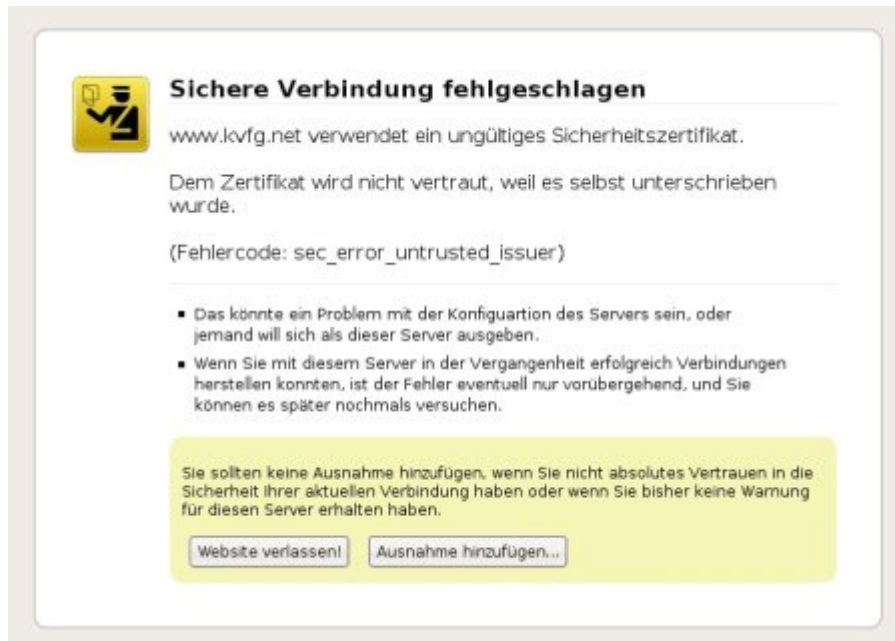 Sichere Verbindung fehlgeschlagen
www.kvfg.net verwendet ein ungültiges Sicherheitszertifikat.
Dem Zertifikat wird nicht vertraut, weil es selbst unterschrieben
wurde.
(Fehlercode: sec_error_untrusted_issuer)
Das könnte ein Problem mit der Konfiguartion des Servers sein, oder
jemand will sich als dieser Server ausgeben.
Wenn Sie mit diesem Server in der Vergangenheit erfolgreich Verbindungen
herstellen konnten, ist der Fehler eventuell nur vorübergehend, und Sie
können es später nochmals versuchen.
Sie sollten keine Ausnahme hinzufügen, wenn Sie nicht absolutes Vertrauen in die
Sicherheit Ihrer aktuellen Verbindung haben oder wenn Sie bisher keine Warnung
für diesen Server erhalten haben.
Website verlassen! Ausnahme hinzufügen...